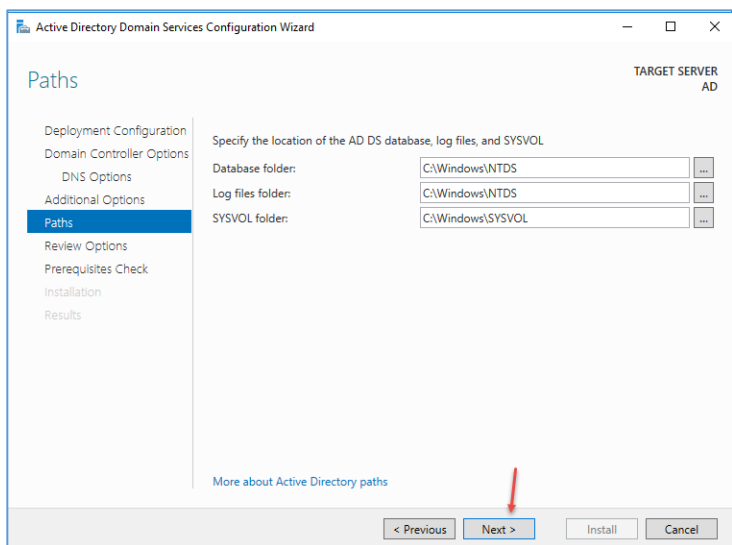 Active Directory Domain Services Configuration Wizard
Paths
TARGET SERVER
AD
Deployment Configuration
Domain Controller Options
DNS Options
Additional Options
Paths
Review Options
Prerequisites Check
Installation
Results
Specify the location of the AD DS database, log files, and SYSVOL
Database folder: C:\Windows\NTDS ...
Log files folder: C:\Windows\NTDS ...
SYSVOL folder: C:\Windows\SYSVOL ...
More about Active Directory paths
< Previous Next > Install Cancel